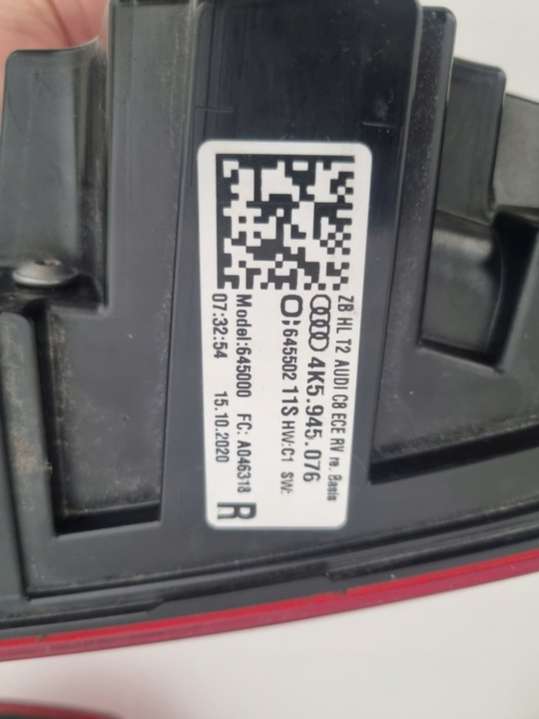 ZB HL T2 AUDI C8 ECE RV re. Basis
4K5.945.076
645502 11S HW:C1 SW:
Model:645000 FC: A046318 R
07:32:54 15.10.2020